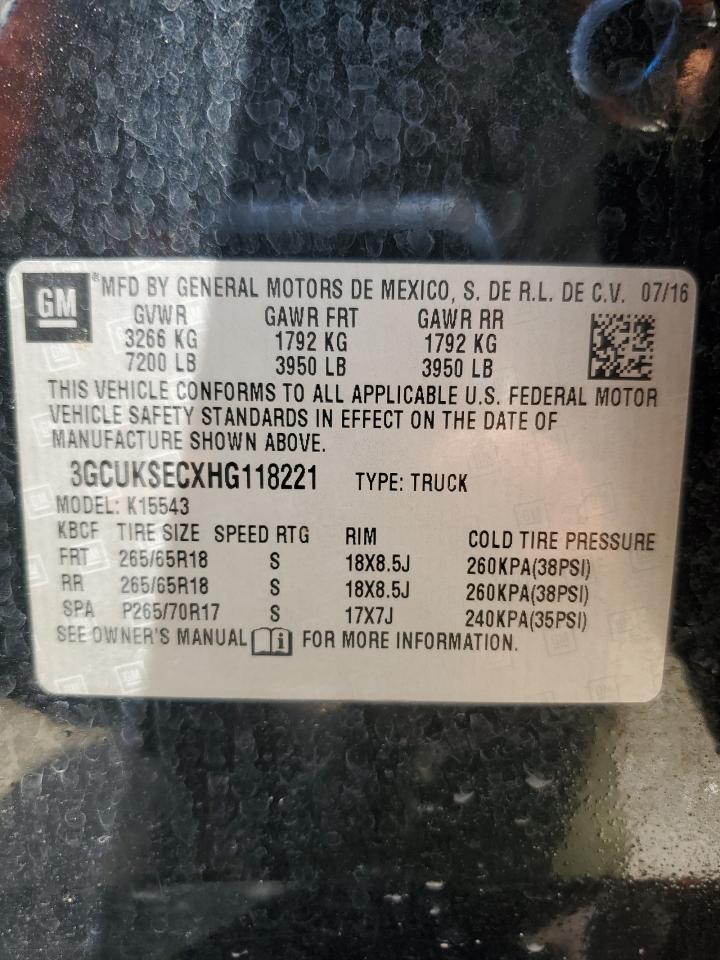 GM
®MFD BY GENERAL MOTORS DE MEXICO, S. DE R.L. DE C.V. 07/16
GVWR GAWR FRT GAWR RR
3266 KG 1792 KG 1792 KG
7200 LB 3950 LB 3950 LB
THIS VEHICLE CONFORMS TO ALL APPLICABLE U.S. FEDERAL MOTOR
VEHICLE SAFETY STANDARDS IN EFFECT ON THE DATE OF
MANUFACTURE SHOWN ABOVE.
3GCUKSECXHG118221 TYPE: TRUCK
MODEL: K15543
KBCF TIRE SIZE SPEED RTG RIM COLD TIRE PRESSURE
FRT 265/65R18 S 18X8.5J 260KPA(38PSI)
RR 265/65R18 S 18X8.5J 260KPA(38PSI)
SPA P265/70R17 S 17X7J 240KPA(35PSI)
SEE OWNER'S MANUAL FOR MORE INFORMATION.